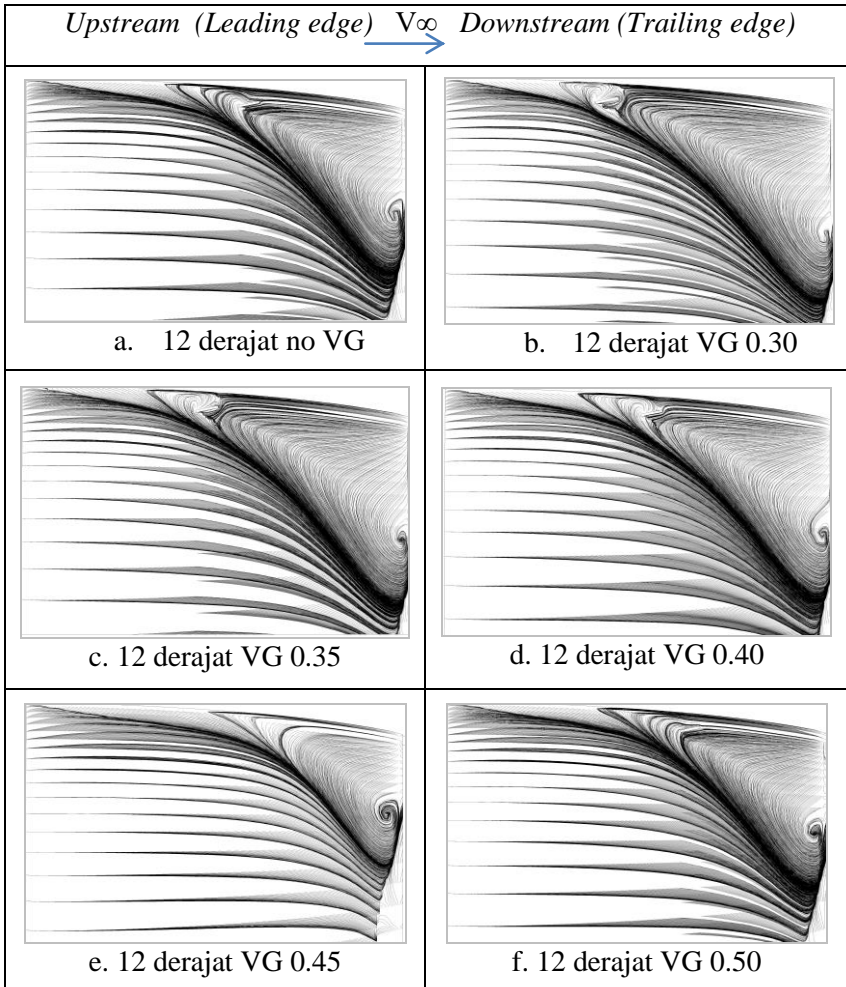 Upstream (Leading edge) V∞ Downstream (Trailing edge)
a. 12 derajat no VG
b. 12 derajat VG 0.30
c. 12 derajat VG 0.35
d. 12 derajat VG 0.40
e. 12 derajat VG 0.45
f. 12 derajat VG 0.50